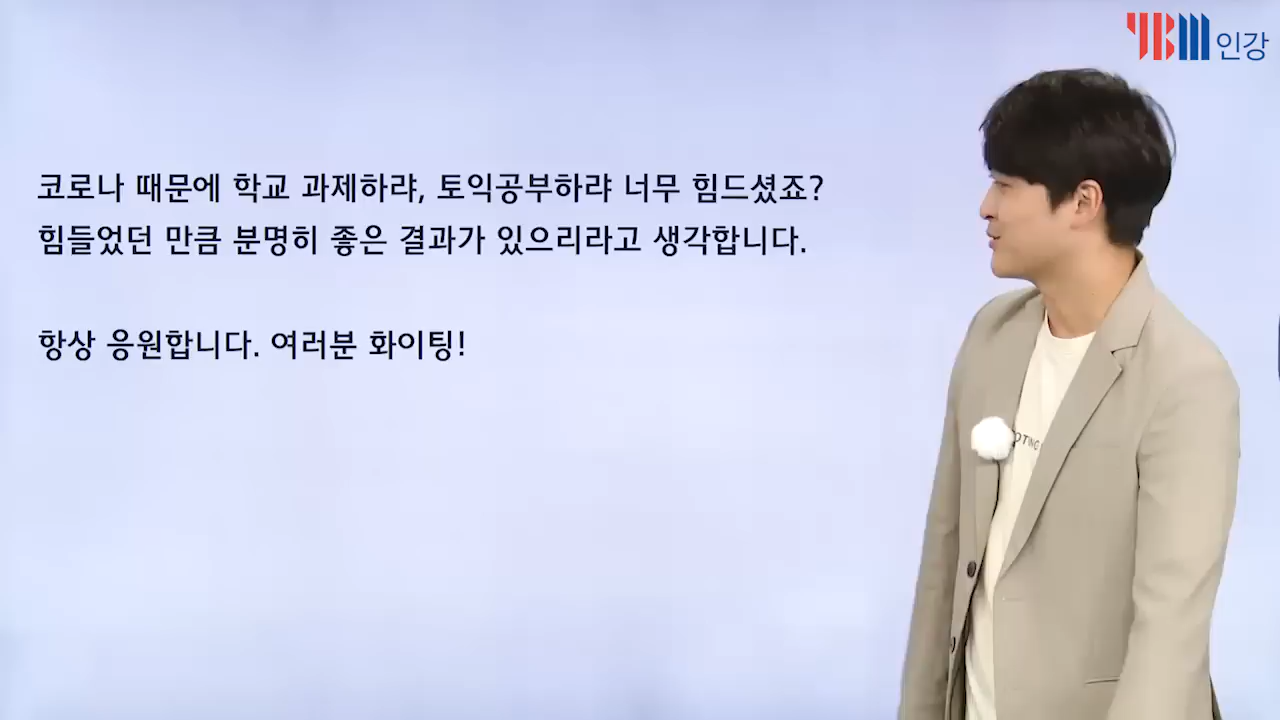 YBM 인강
코로나 때문에 학교 과제하랴, 토익공부하랴 너무 힘드셨죠?
힘들었던 만큼 분명히 좋은 결과가 있으리라고 생각합니다.
항상 응원합니다. 여러분 화이팅!